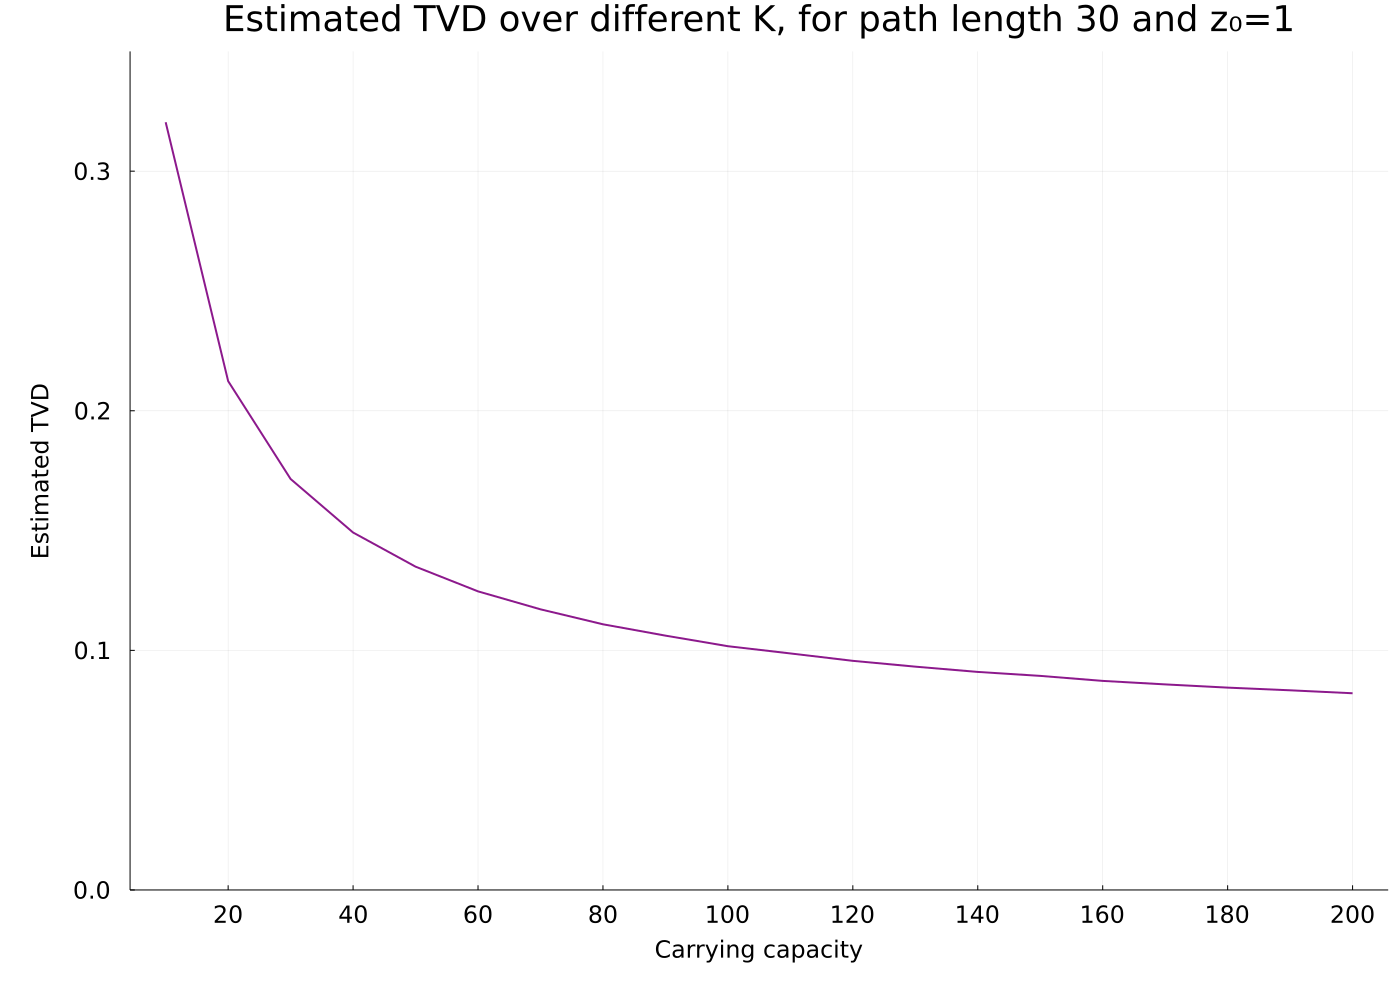 Estimated TVD over different K, for path length 30 and z₀=1
0.3
0.2
0.1
0.0
Estimated TVD
20 40 60 80 100 120 140 160 180 200
Carrying capacity